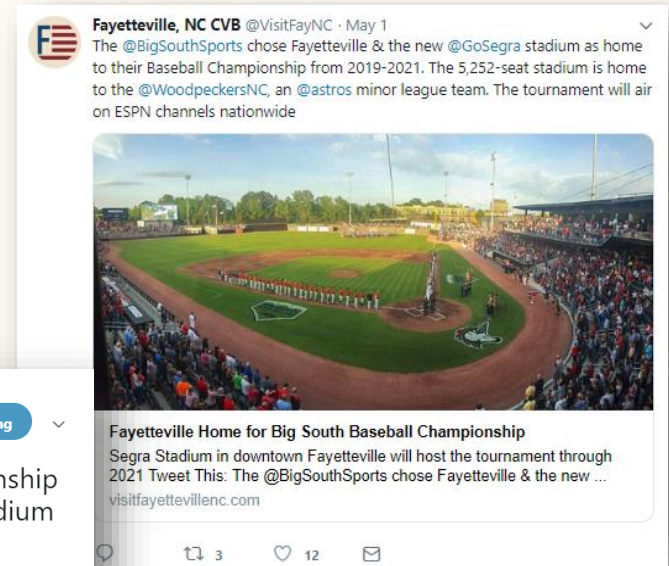 Fayetteville, NC CVB @VisitFayNC · May 1
The @BigSouthSports chose Fayetteville & the new @GoSegra stadium as home
to their Baseball Championship from 2019-2021. The 5,252-seat stadium is home
to the @WoodpeckersNC, an @astros minor league team. The tournament will air
on ESPN channels nationwide
Fayetteville Home for Big South Baseball Championship
Segra Stadium in downtown Fayetteville will host the tournament through
2021 Tweet This: The @BigSouthSports chose Fayetteville & the new ...
visitfayettevillenc.com
3 12